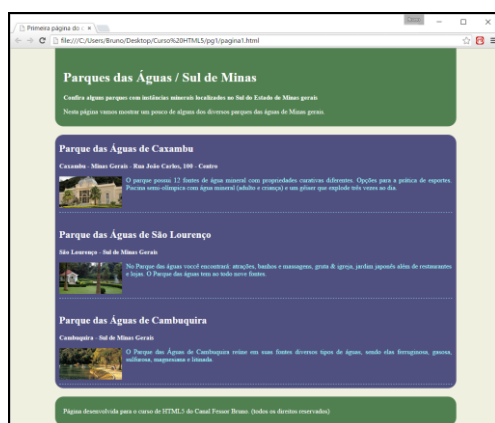 Primeira página do s
file:///C:/Users/Bruno/Desktop/Curso%20HTML5/pg1/pagina1.html
Parques das Águas / Sul de Minas
Confira alguns parques com instâncias minerais localizados no Sul do Estado de Minas gerais
Nesta página vamos mostrar um pouco de alguns dos diversos parques das águas de Minas gerais.
Parque das Águas de Caxambu
Caxambu - Minas Gerais - Rua João Carlos, 100 - Centro
O parque possui 12 fontes de água mineral com propriedades curativas diferentes. Opções para a prática de esportes.
Piscina semi-olímpica com água mineral (adulto e criança) e um gêiser que explode três vezes ao dia.
Parque das Águas de São Lourenço
São Lourenço - Sul de Minas Gerais
No Parque das águas voccê encontrará atrações, banhos e massagens, gruta & igreja, jardim japonês além de restaurantes
e lojas. O Parque das águas tem ao todo nove fontes.
Parque das Águas de Cambuquira
Cambuquira - Sul de Minas Gerais
O Parque das Águas de Cambuquira reúne em suas fontes diversos tipos de águas, sendo elas ferruginosa, gasosa,
sulfurosa, magnesiana e litinada.
Página desenvolvida para o curso de HTML5 do Canal Fessor Bruno. (todos os direitos reservados)